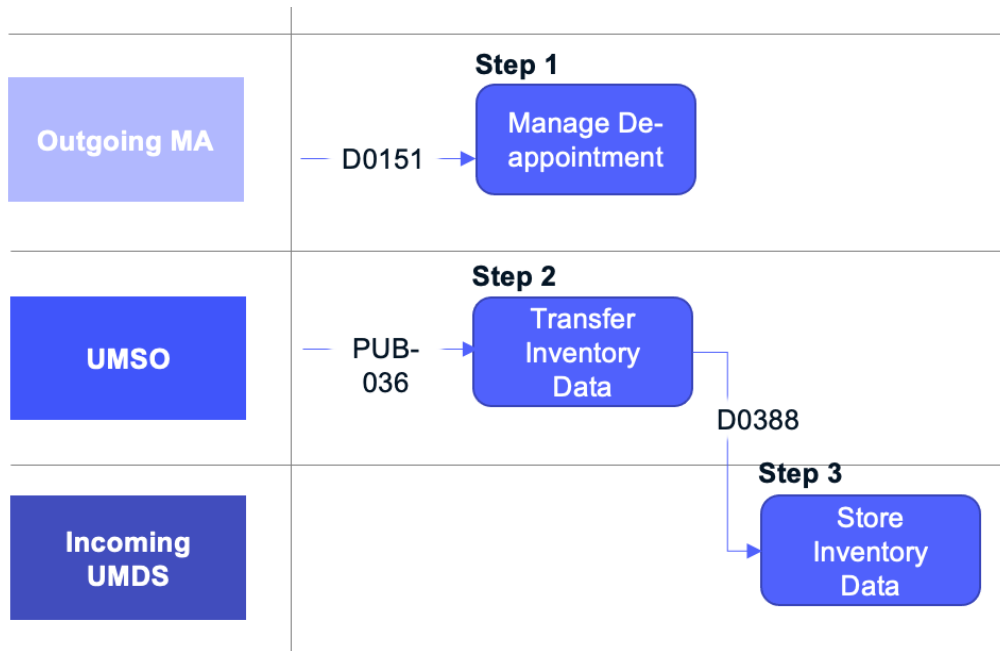 Step 1
Outgoing MA
D0151
Manage De-
appointment
Step 2
UMSO
PUB-
036
Transfer
Inventory
Data
D0388
Step 3
Incoming
UMDS
Store
Inventory
Data